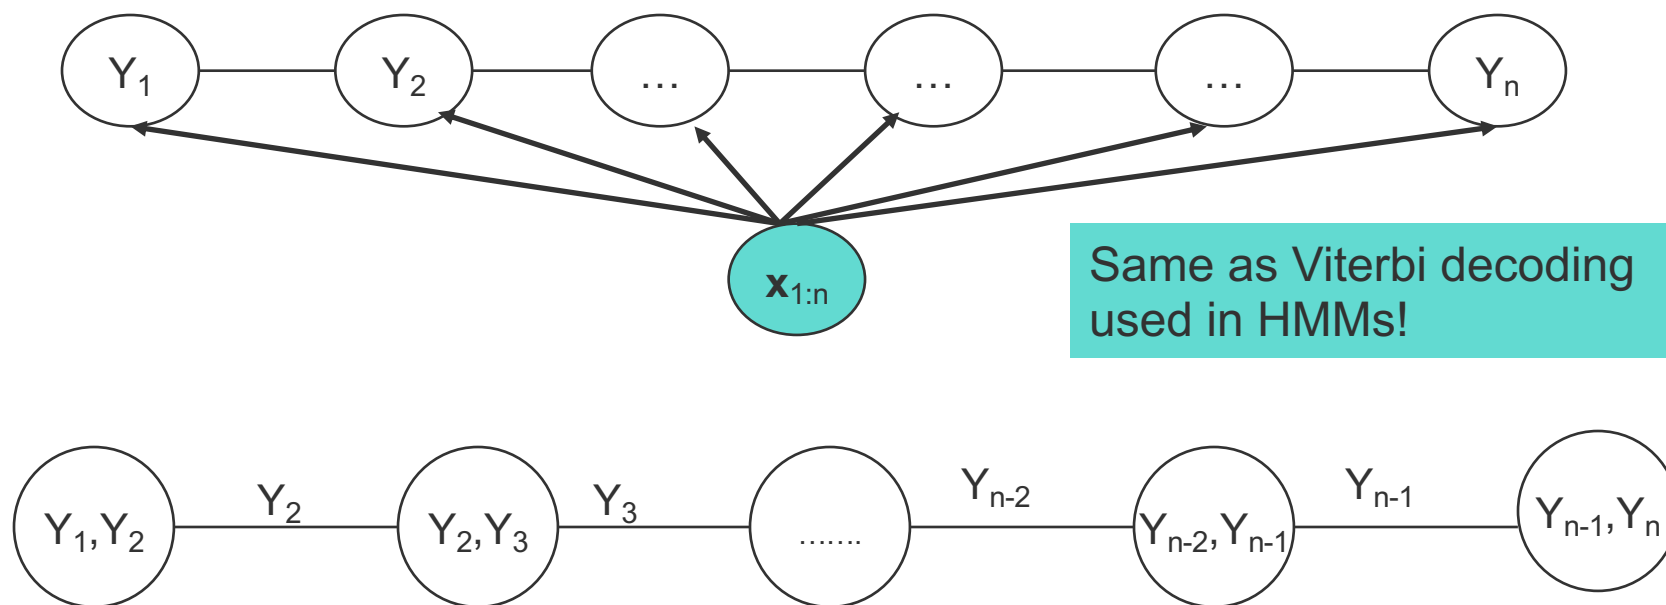 Y₁ Y₂ … … … Yₙ
x₁:ₙ
Same as Viterbi decoding
used in HMMs!
Y₂ Y₃ Yₙ₋₂ Yₙ₋₁
Y₁,Y₂ Y₂,Y₃ ……. Yₙ₋₂,Yₙ₋₁ Yₙ₋₁,Yₙ